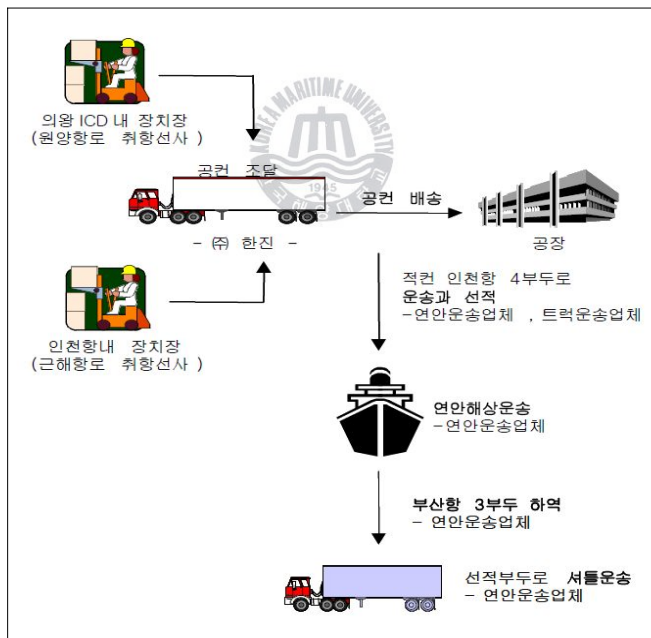 의왕 ICD 내 장치장
(원양항로 취항선사 )
KOREA MARITIME UNIVERSITY
1945
공컨 조달
- ㈜ 한진 -
공컨 배송
공장
인천항내 장치장
(근해항로 취항선사 )
적컨 인천항 4부두로
운송과 선적
-연안운송업체 , 트럭운송업체
연안해상운송
-연안운송업체
부산항 3부두 하역
- 연안운송업체
선적부두로 셔틀운송
- 연안운송업체